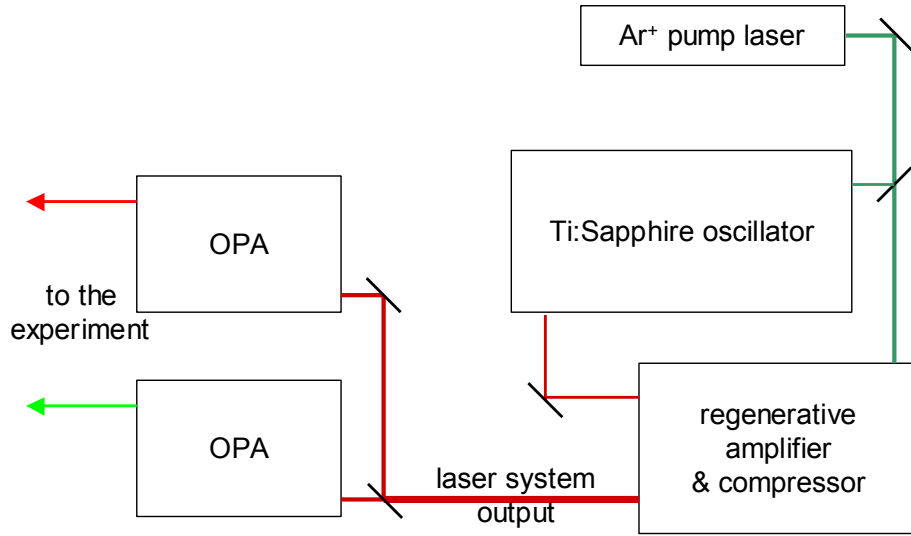 Ar⁺ pump laser
Ti:Sapphire oscillator
OPA
to the
experiment
OPA
laser system
output
regenerative
amplifier
& compressor